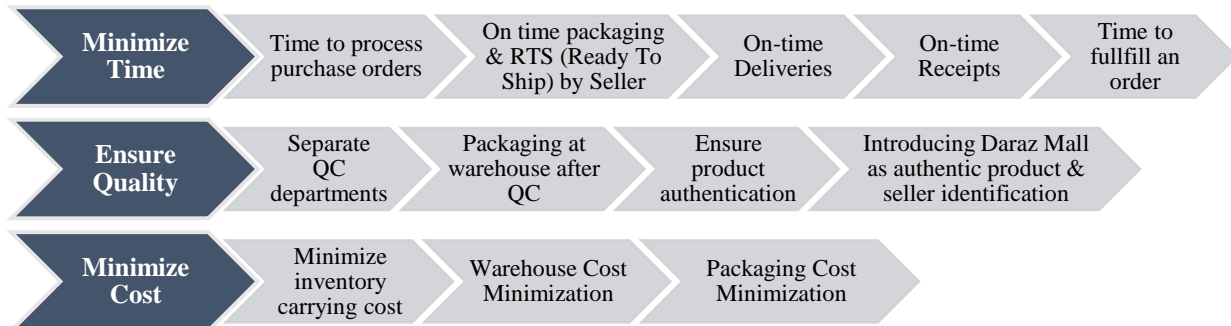 Minimize
Time
Time to process
purchase orders
On time packaging
& RTS (Ready To
Ship) by Seller
On-time
Deliveries
On-time
Receipts
Time to
fullfill an
order
Ensure
Quality
Separate
QC
departments
Packaging at
warehouse after
QC
Ensure
product
authentication
Introducing Daraz Mall
as authentic product &
seller identification
Minimize
Cost
Minimize
inventory
carrying cost
Warehouse Cost
Minimization
Packaging Cost
Minimization